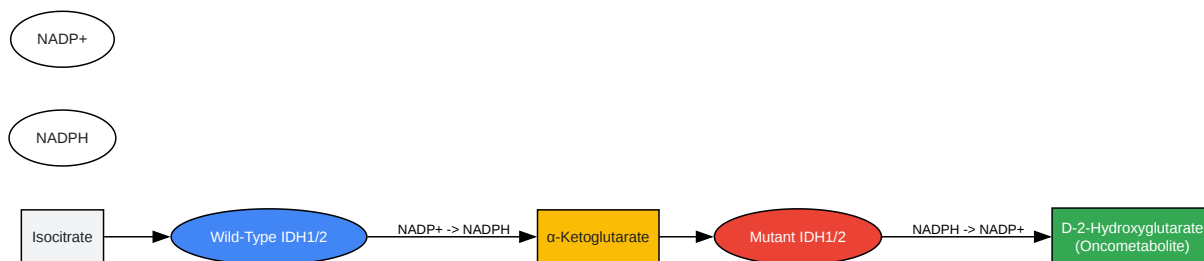 NADP+
NADPH
Isocitrate
Wild-Type IDH1/2
NADP+ -> NADPH
α-Ketoglutarate
Mutant IDH1/2
NADPH -> NADP+
D-2-Hydroxyglutarate
(Oncometabolite)